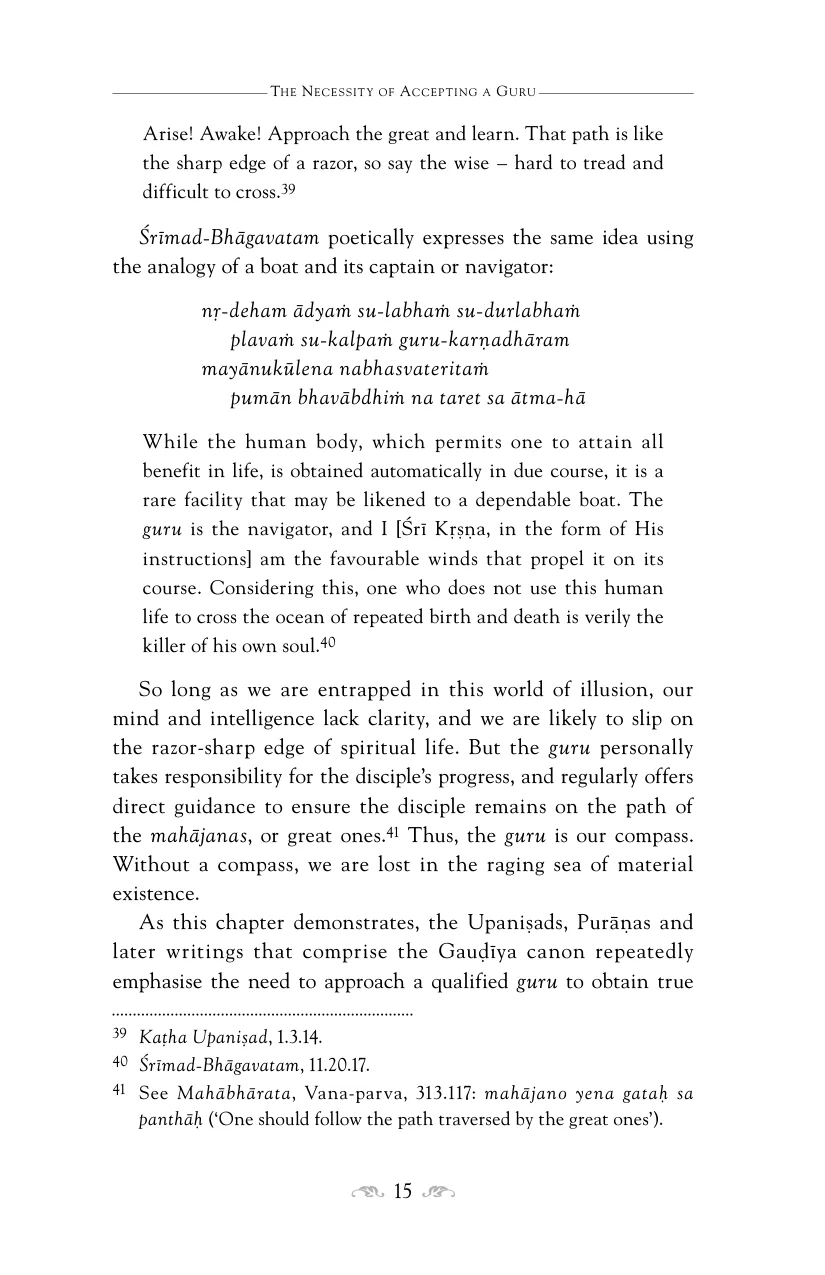 The Necessity of Accepting a Guru
Arise! Awake! Approach the great and learn. That path is like
the sharp edge of a razor, so say the wise – hard to tread and
difficult to cross.39
Śrīmad-Bhāgavatam poetically expresses the same idea using
the analogy of a boat and its captain or navigator:
nṛ-deham ādyaṁ su-labhaṁ su-durlabhaṁ
plavaṁ su-kalpaṁ guru-karṇadhāram
mayānukūlena nabhasvateritaṁ
pumān bhavābdhiṁ na taret sa ātma-hā
While the human body, which permits one to attain all
benefit in life, is obtained automatically in due course, it is a
rare facility that may be likened to a dependable boat. The
guru is the navigator, and I [Śrī Kṛṣṇa, in the form of His
instructions] am the favourable winds that propel it on its
course. Considering this, one who does not use this human
life to cross the ocean of repeated birth and death is verily the
killer of his own soul.40
So long as we are entrapped in this world of illusion, our
mind and intelligence lack clarity, and we are likely to slip on
the razor-sharp edge of spiritual life. But the guru personally
takes responsibility for the disciple’s progress, and regularly offers
direct guidance to ensure the disciple remains on the path of
the mahājanas, or great ones.41 Thus, the guru is our compass.
Without a compass, we are lost in the raging sea of material
existence.
As this chapter demonstrates, the Upaniṣads, Purāṇas and
later writings that comprise the Gauḍīya canon repeatedly
emphasise the need to approach a qualified guru to obtain true
39 Kaṭha Upaniṣad, 1.3.14.
40 Śrīmad-Bhāgavatam, 11.20.17.
41 See Mahābhārata, Vana-parva, 313.117: mahājano yena gataḥ sa
panthāḥ (‘One should follow the path traversed by the great ones’).
15